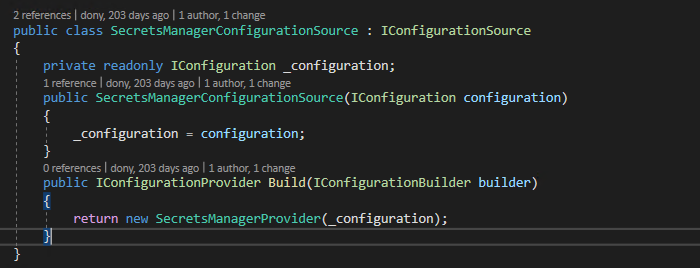 2 references | dony, 203 days ago | 1 author, 1 change
public class SecretsManagerConfigurationSource : IConfigurationSource
{
private readonly IConfiguration _configuration;
1 reference | dony, 203 days ago | 1 author, 1 change
public SecretsManagerConfigurationSource(IConfiguration configuration)
{
_configuration = configuration;
}
0 references | dony, 203 days ago | 1 author, 1 change
public IConfigurationProvider Build(IConfigurationBuilder builder)
{
return new SecretsManagerProvider(_configuration);
}
}